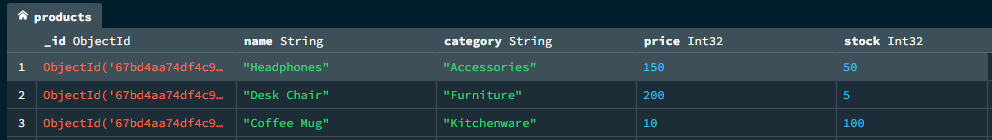 products
_id ObjectId name String category String price Int32 stock Int32
1 ObjectId('67bd4aa74df4c9… "Headphones" "Accessories" 150 50
2 ObjectId('67bd4aa74df4c9… "Desk Chair" "Furniture" 200 5
3 ObjectId('67bd4aa74df4c9… "Coffee Mug" "Kitchenware" 10 100